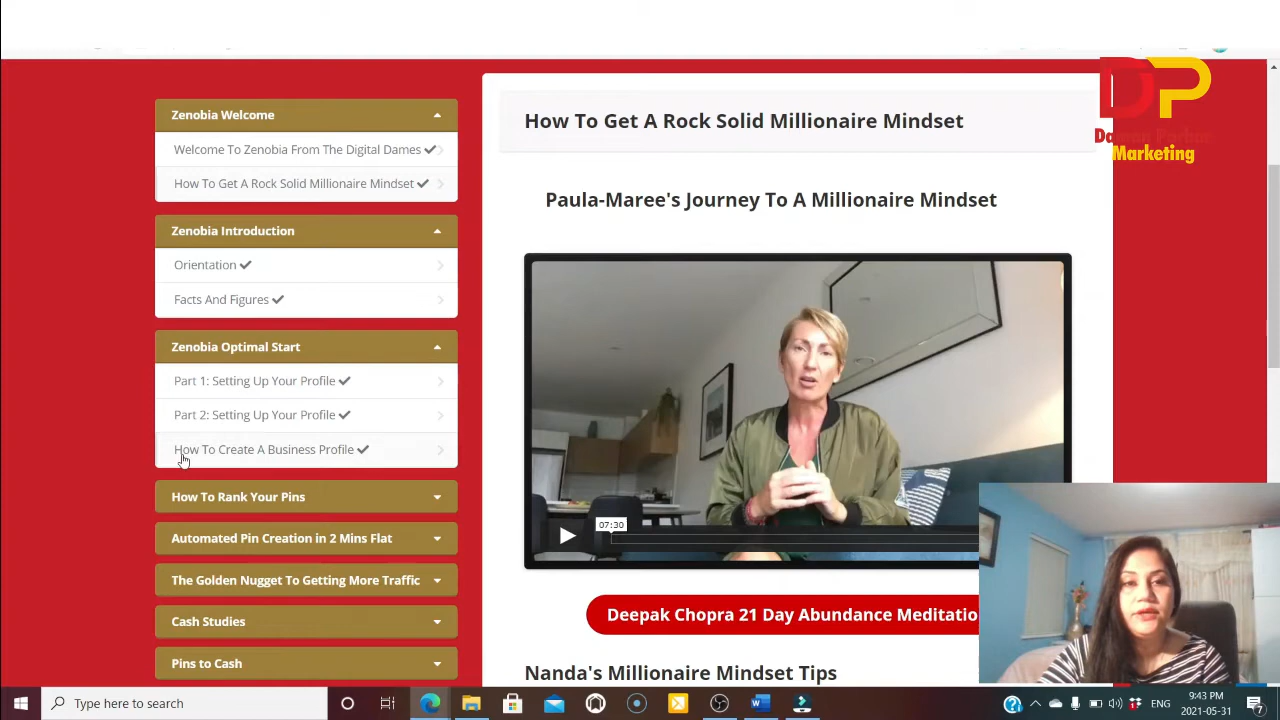 Zenobia Welcome
Welcome To Zenobia From The Digital Dames
How To Get A Rock Solid Millionaire Mindset
Zenobia Introduction
Orientation
Facts And Figures
Zenobia Optimal Start
Part 1: Setting Up Your Profile
Part 2: Setting Up Your Profile
How To Create A Business Profile
How To Rank Your Pins
Automated Pin Creation in 2 Mins Flat
The Golden Nugget To Getting More Traffic
Cash Studies
Pins to Cash
How To Get A Rock Solid Millionaire Mindset
Paula-Maree's Journey To A Millionaire Mindset
07:30
Deepak Chopra 21 Day Abundance Meditatio
Nanda's Millionaire Mindset Tips
DP
Marketing
Type here to search
ENG
9:43 PM
2021-05-31
7